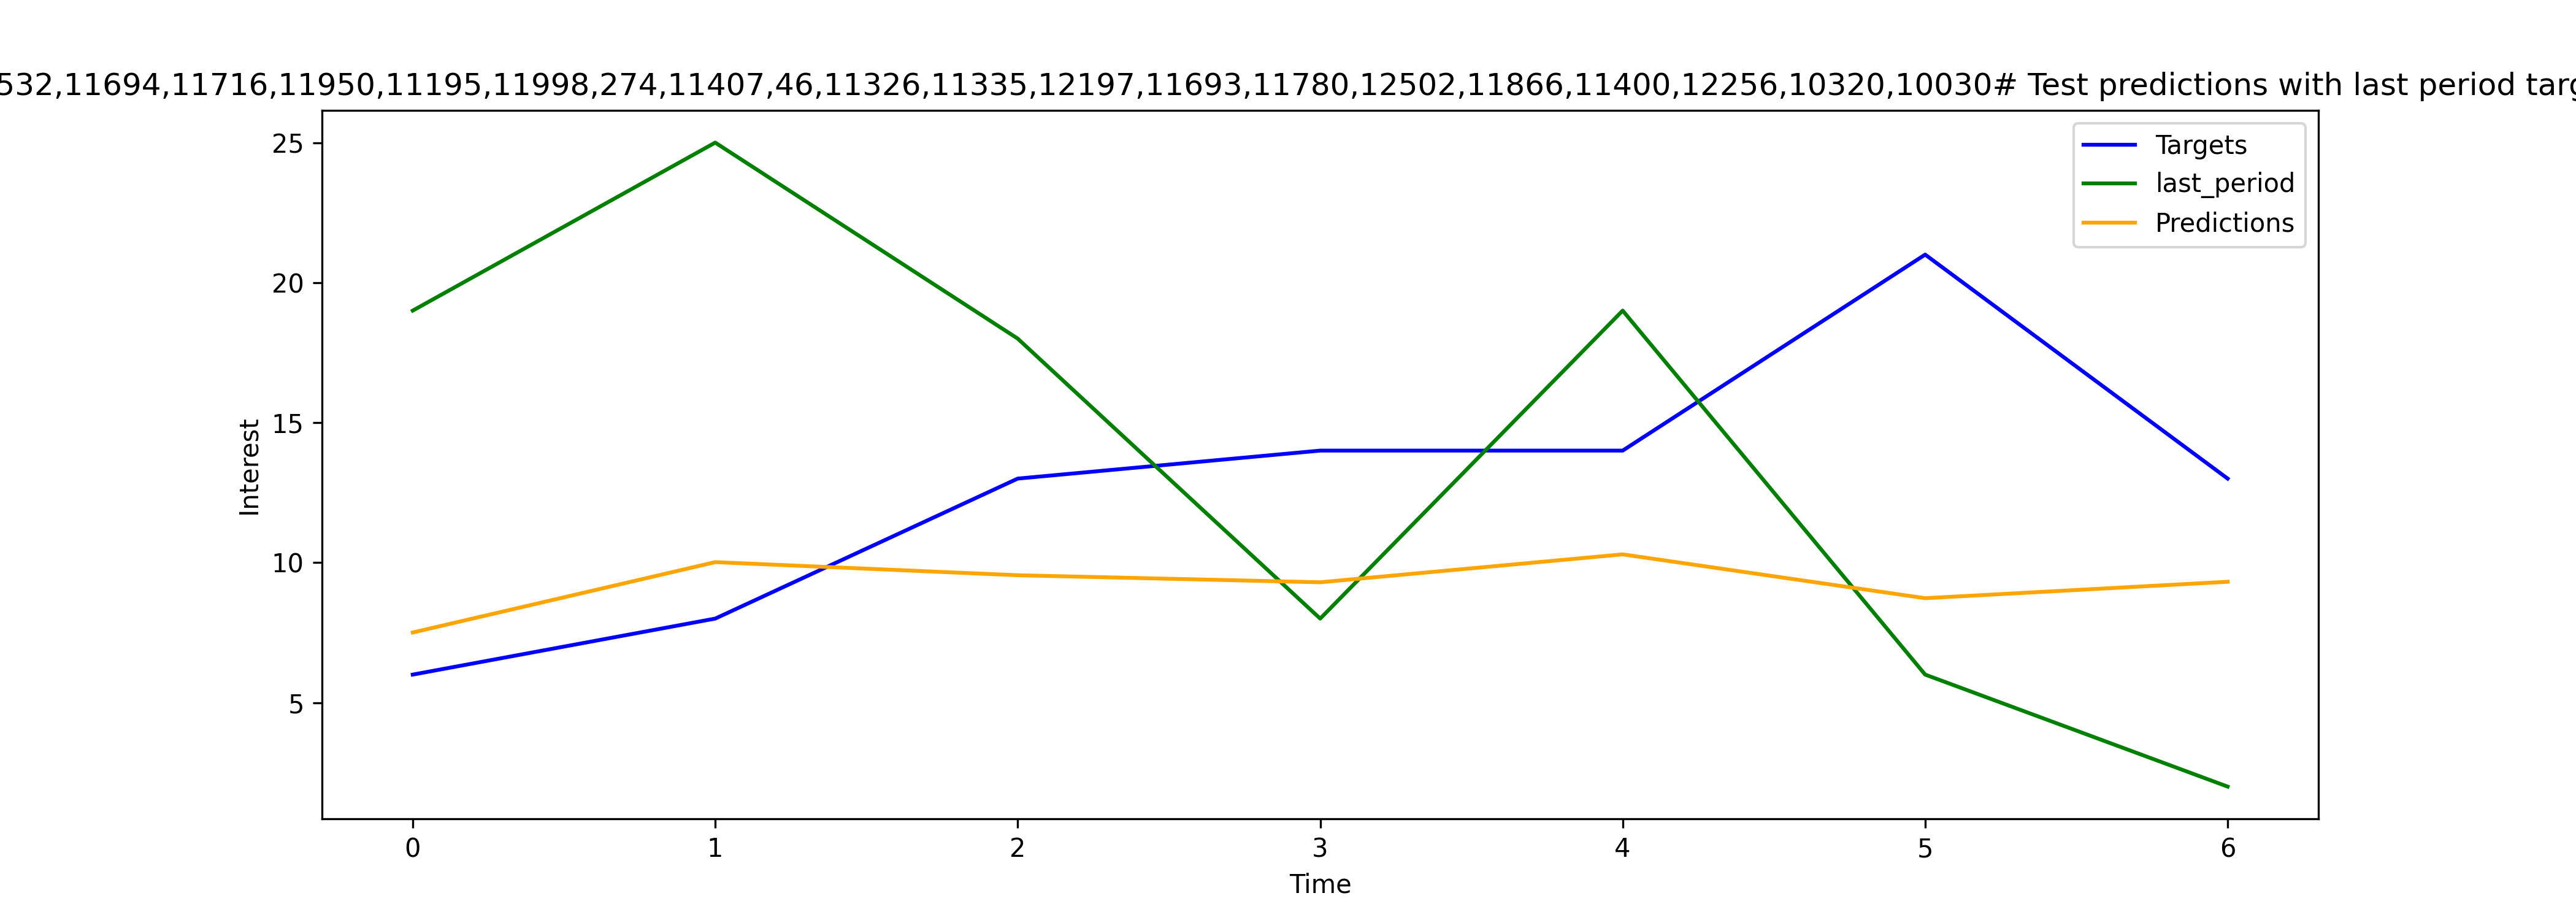 532,11694,11716,11950,11195,11998,274,11407,46,11326,11335,12197,11693,11780,12502,11866,11400,12256,10320,10030# Test predictions with last period targ
Targets
last_period
Predictions
25
20
15
10
5
Interest
0 1 2 3 4 5 6
Time